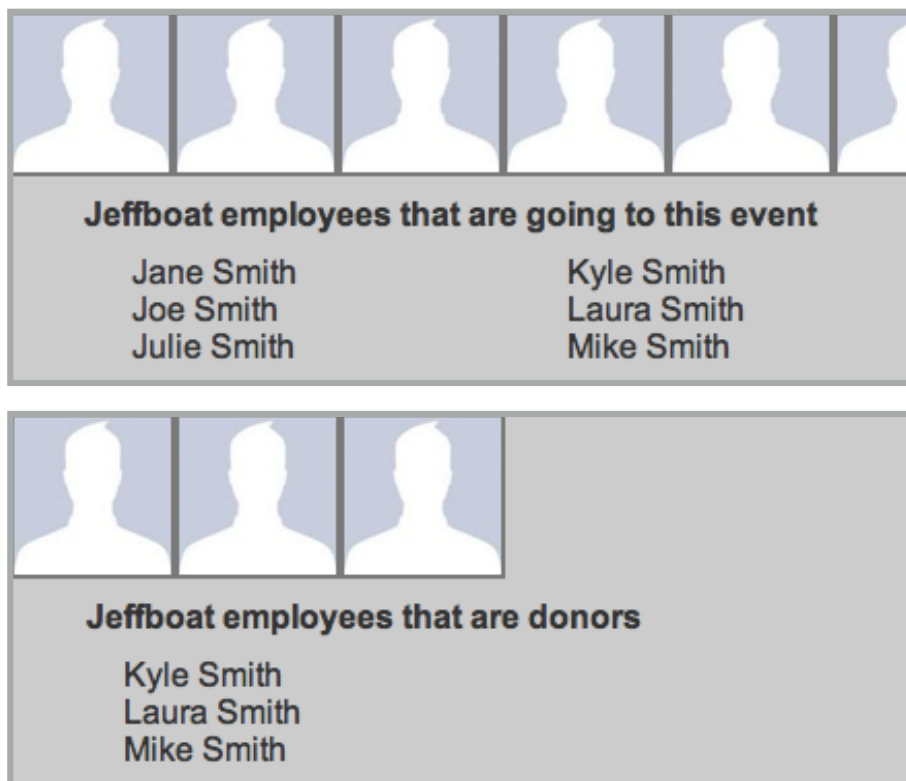 Jeffboat employees that are going to this event
Jane Smith
Joe Smith
Julie Smith
Kyle Smith
Laura Smith
Mike Smith
Jeffboat employees that are donors
Kyle Smith
Laura Smith
Mike Smith